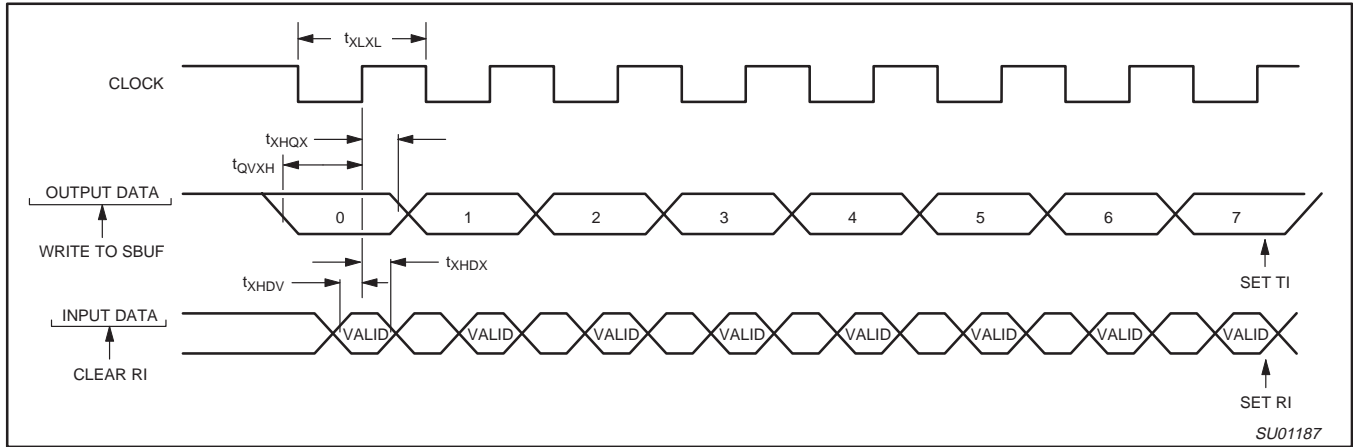 tXLXL
CLOCK
tXHQX
tQVXH
OUTPUT DATA
0 1 2 3 4 5 6 7
WRITE TO SBUF
tXHDX
tXHDV
SET TI
INPUT DATA
VALID VALID VALID VALID VALID VALID VALID VALID
CLEAR RI
SET RI
SU01187